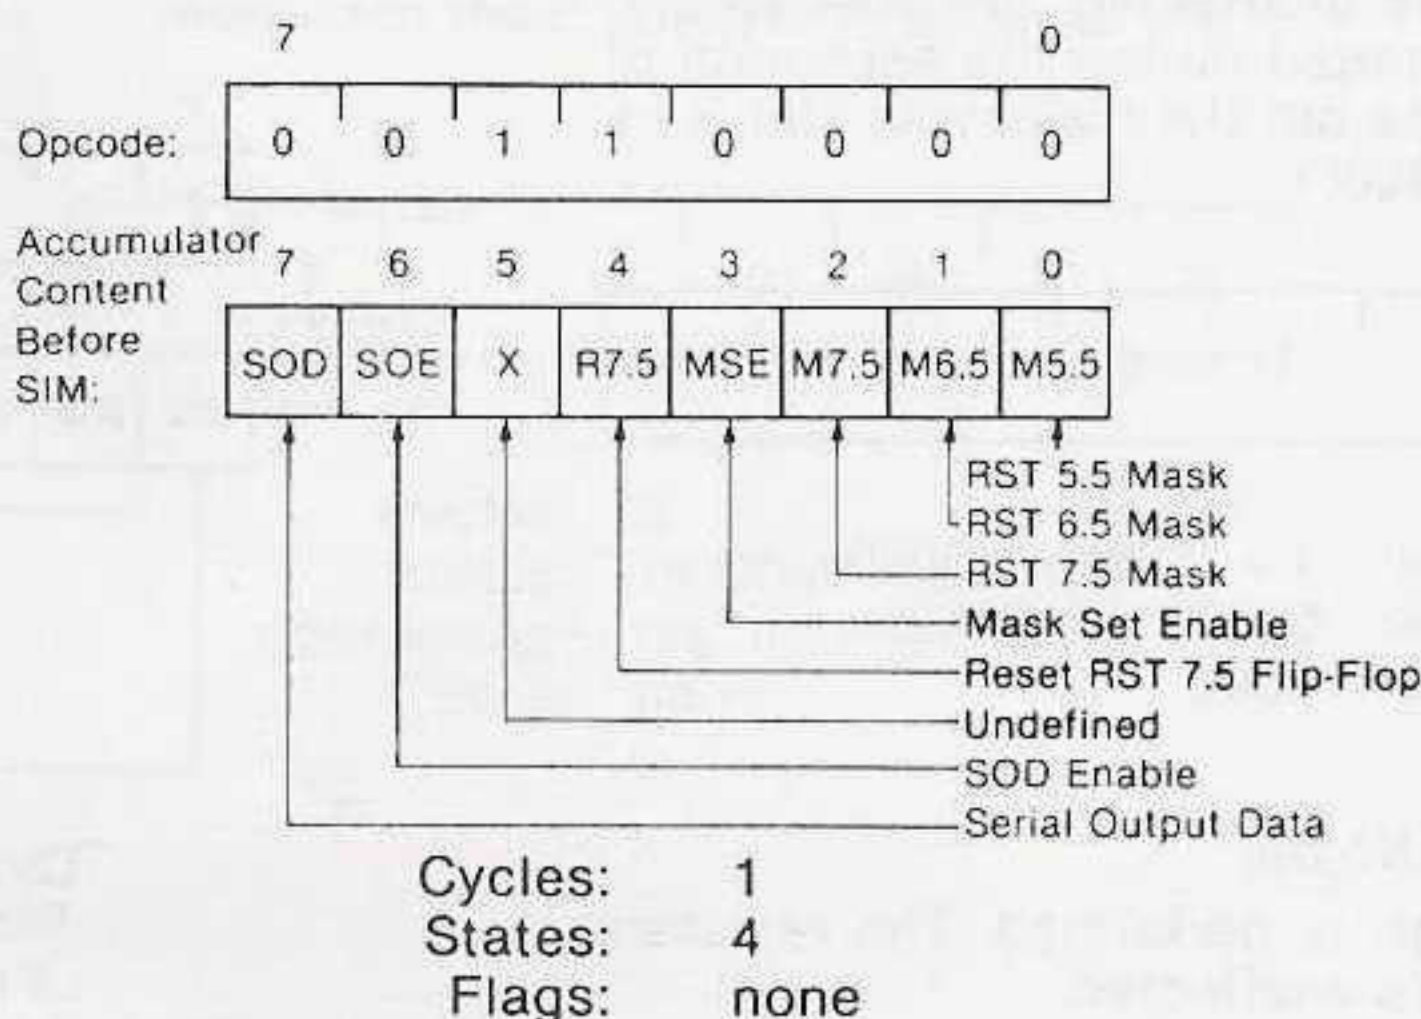 7 0
Opcode: 0 0 1 1 0 0 0 0
Accumulator
Content
Before
SIM:
7 6 5 4 3 2 1 0
SOD SOE X R7.5 MSE M7.5 M6.5 M5.5
RST 5.5 Mask
RST 6.5 Mask
RST 7.5 Mask
Mask Set Enable
Reset RST 7.5 Flip-Flop
Undefined
SOD Enable
Serial Output Data
Cycles: 1
States: 4
Flags: none